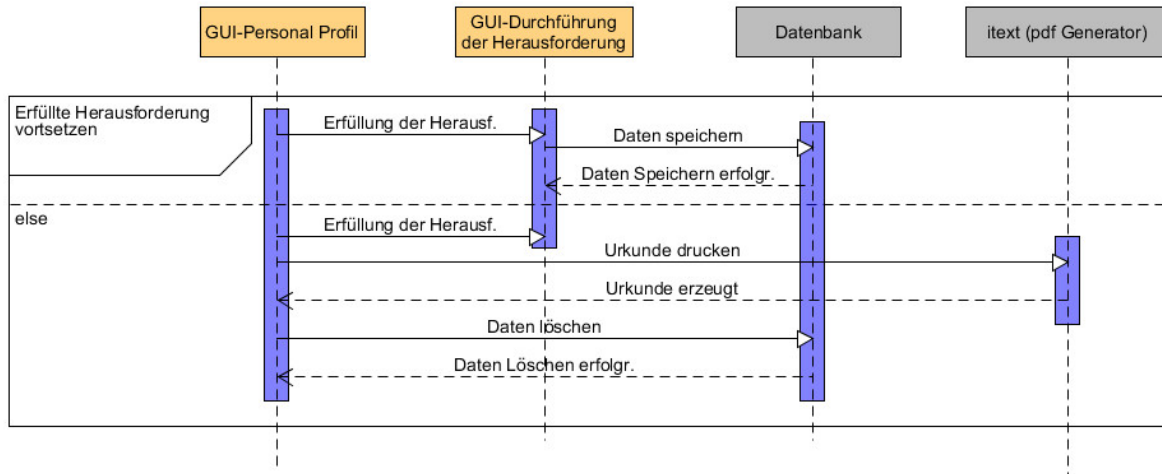 GUI-Personal Profil
GUI-Durchführung
der Herausforderung
Datenbank
itext (pdf Generator)
Erfüllte Herausforderung
vortsetzen
Erfüllung der Herausf.
Daten speichern
Daten Speichern erfolgr.
else
Erfüllung der Herausf.
Urkunde drucken
Urkunde erzeugt
Daten löschen
Daten Löschen erfolgr.